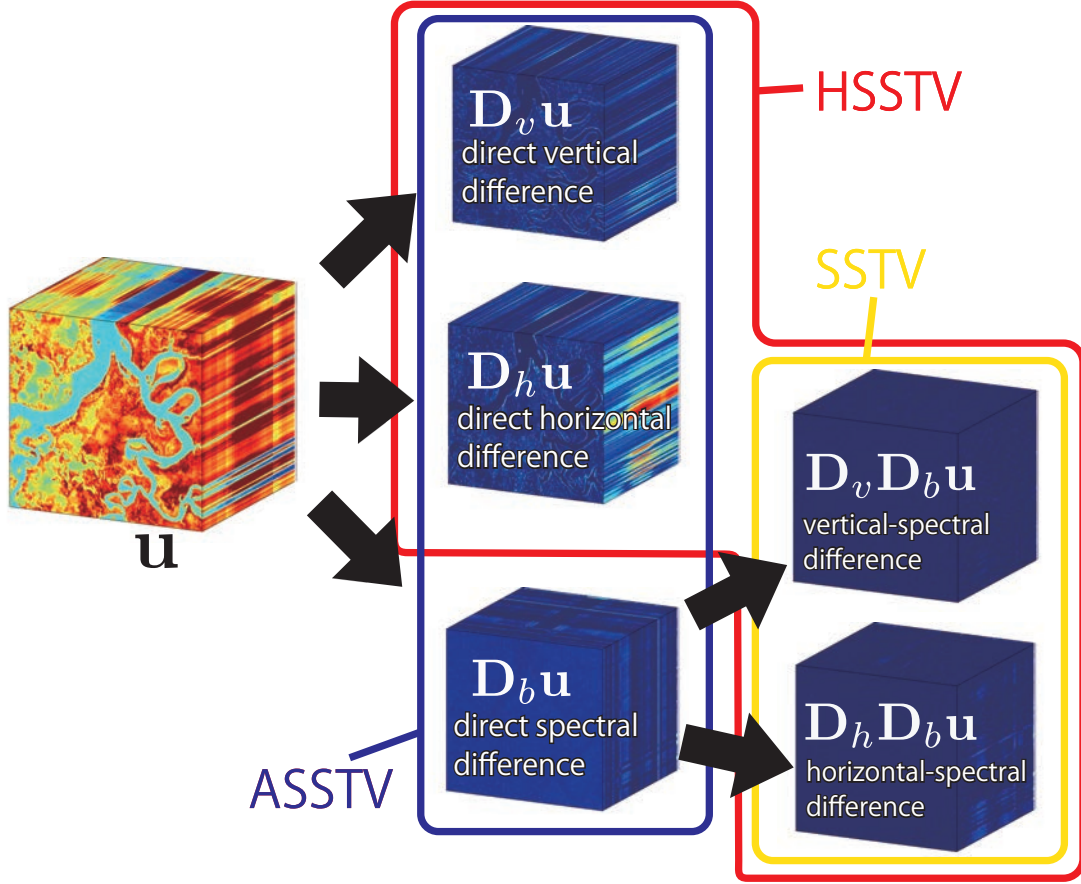 HSSTV
D_v u
direct vertical
difference
SSTV
D_h u
direct horizontal
difference
u
D_v D_b u
vertical-spectral
difference
D_b u
direct spectral
difference
D_h D_b u
horizontal-spectral
difference
ASSTV